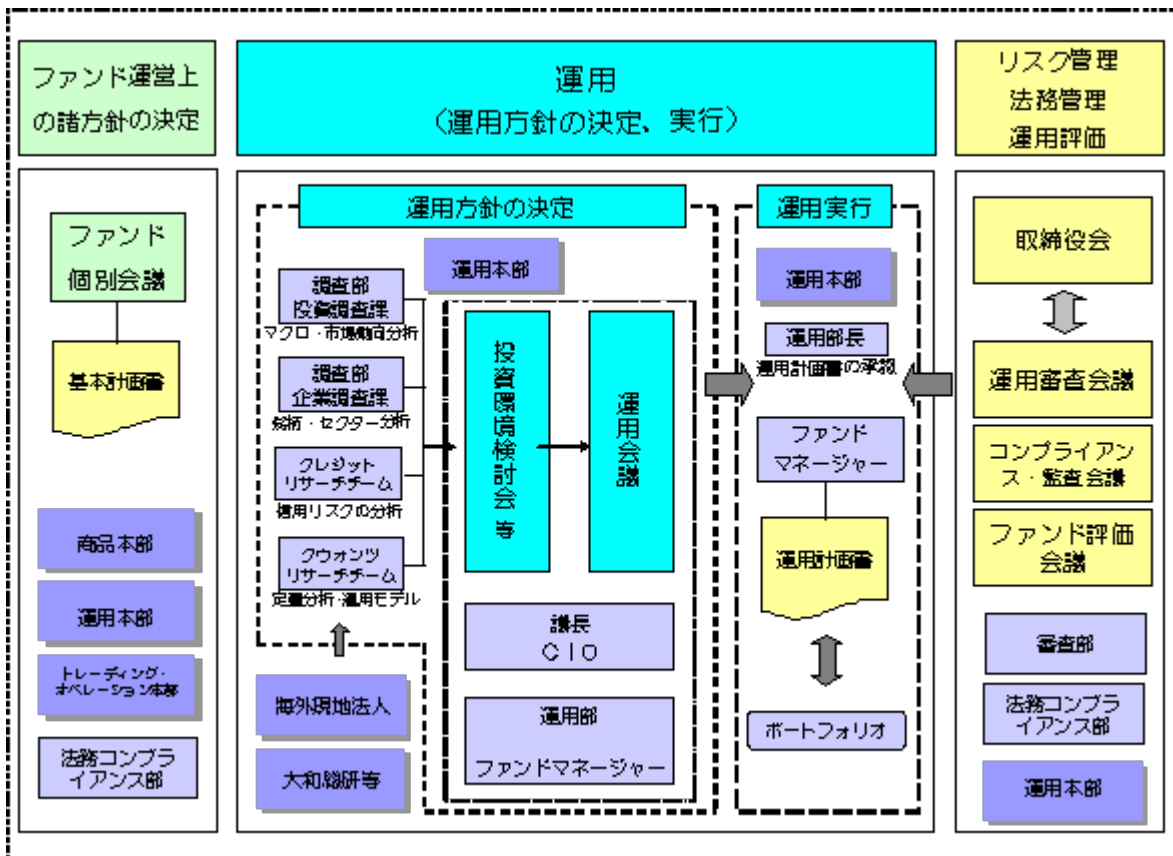 ファンド運営上
の諸方針の決定
運用
(運用方針の決定、実行)
リスク管理
法務管理
運用評価
ファンド
個別会議
基本計画書
商品本部
運用本部
トレーディング・
オペレーション本部
法務コンプラ
イアンス部
運用方針の決定
運用本部
調査部
投資調査課
マクロ・市場動向分析
調査部
企業調査課
銘柄・セクター分析
クレジット
リサーチチーム
信用リスクの分析
クウォンツ
リサーチチーム
定量分析・運用モデル
海外現地法人
大和総研等
投資環境検討会 等
運用会議
議長
CIO
運用部
ファンドマネージャー
運用実行
運用本部
運用部長
運用計画書の承認
ファンド
マネージャー
運用計画書
ポートフォリオ
取締役会
運用審査会議
コンプライアン
ス・監査会議
ファンド評価
会議
審査部
法務コンプラ
イアンス部
運用本部